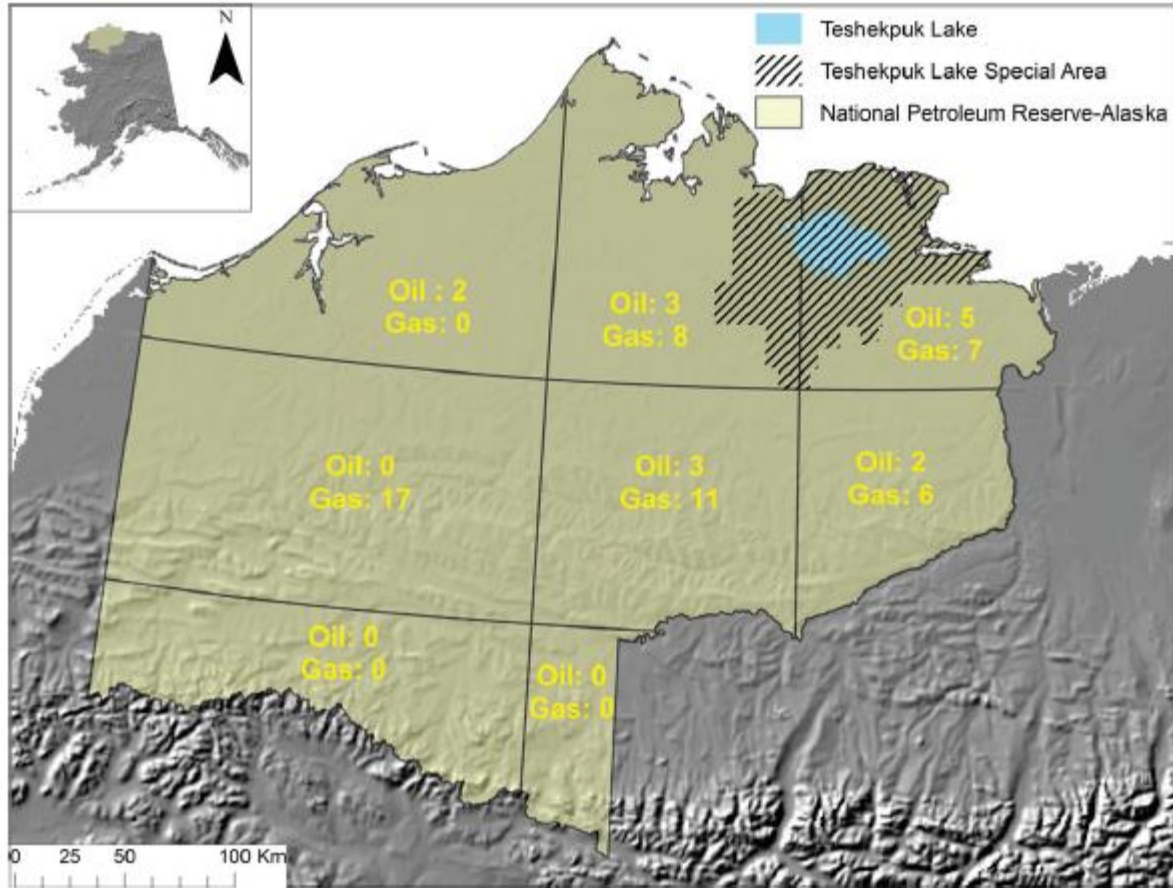 N
Teshekpuk Lake
Teshekpuk Lake Special Area
National Petroleum Reserve-Alaska
Oil : 2
Gas: 0
Oil: 3
Gas: 8
Oil: 5
Gas: 7
Oil: 0
Gas: 17
Oil: 3
Gas: 11
Oil: 2
Gas: 6
Oil: 0
Gas: 0
Oil: 0
Gas: 0
0 25 50 100 Km